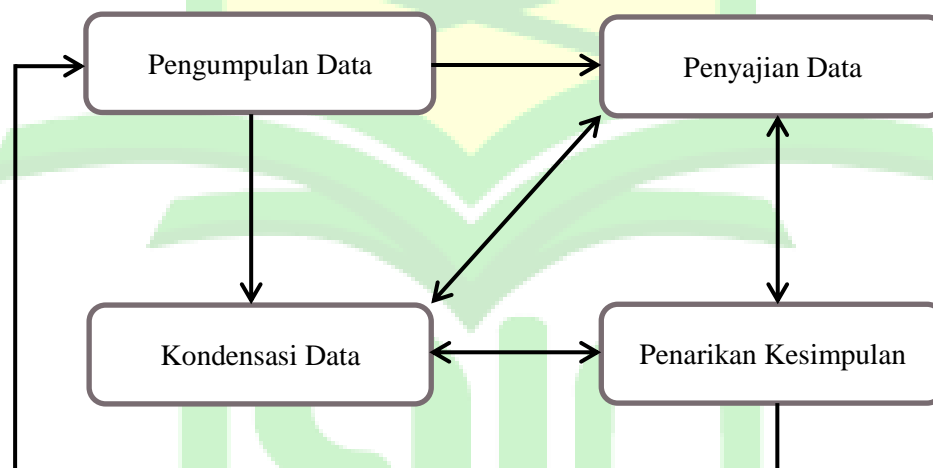 Pengumpulan Data
Penyajian Data
Kondensasi Data
Penarikan Kesimpulan